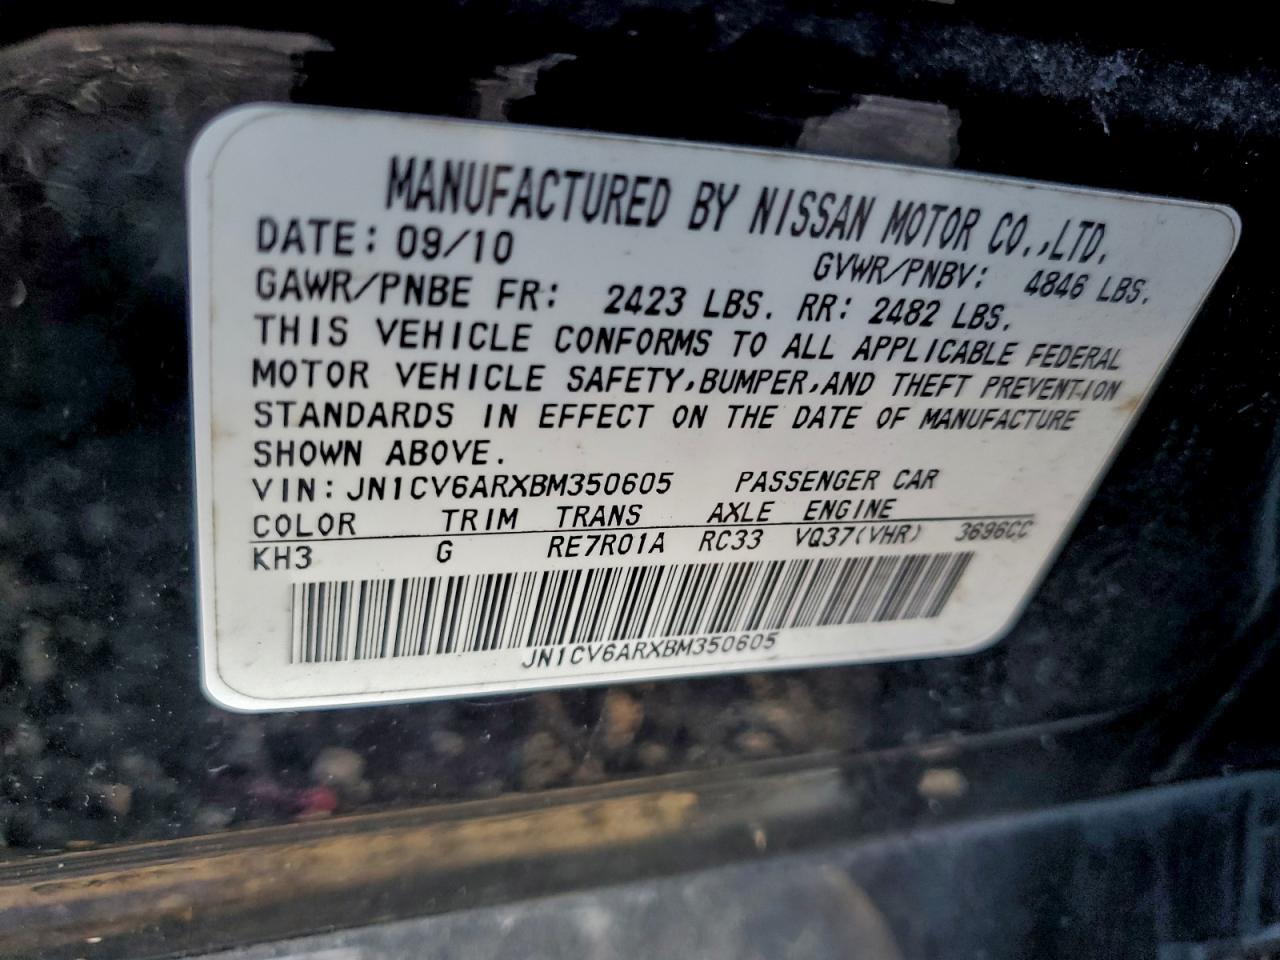 MANUFACTURED BY NISSAN MOTOR CO.,LTD.
DATE: 09/10 GVWR/PNBV: 4846 LBS.
GAWR/PNBE FR: 2423 LBS. RR: 2482 LBS.
THIS VEHICLE CONFORMS TO ALL APPLICABLE FEDERAL
MOTOR VEHICLE SAFETY,BUMPER,AND THEFT PREVENTION
STANDARDS IN EFFECT ON THE DATE OF MANUFACTURE
SHOWN ABOVE.
VIN: JN1CV6ARXBM350605 PASSENGER CAR
COLOR TRIM TRANS AXLE ENGINE
KH3 G RE7R01A RC33 VQ37(VHR) 3696CC
JN1CV6ARXBM350605